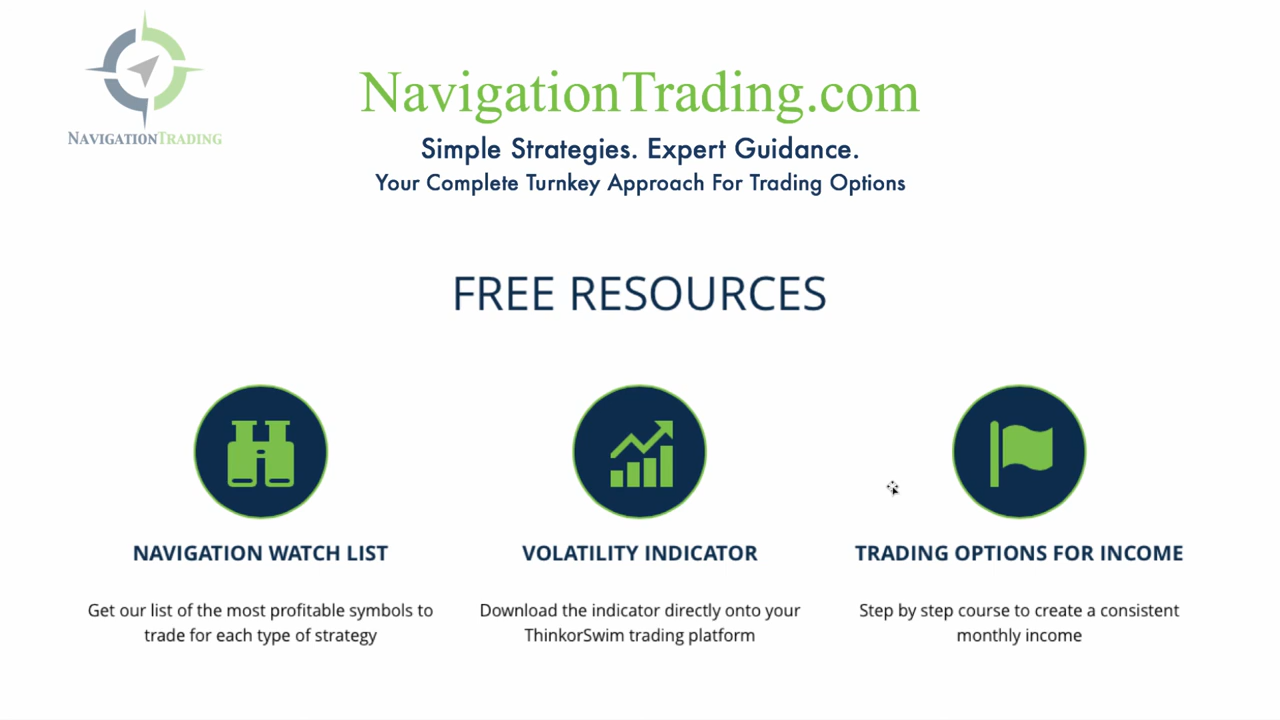 NAVIGATIONTRADING
NavigationTrading.com
Simple Strategies. Expert Guidance.
Your Complete Turnkey Approach For Trading Options
FREE RESOURCES
NAVIGATION WATCH LIST
Get our list of the most profitable symbols to
trade for each type of strategy
VOLATILITY INDICATOR
Download the indicator directly onto your
ThinkorSwim trading platform
TRADING OPTIONS FOR INCOME
Step by step course to create a consistent
monthly income